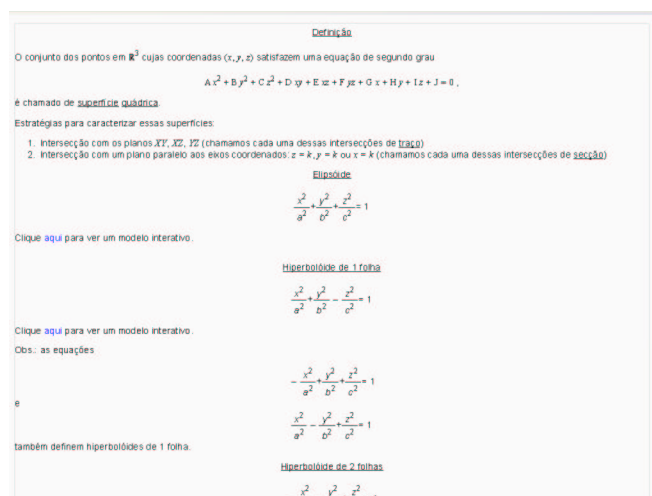 Definição
O conjunto dos pontos em R³ cujas coordenadas (x, y, z) satisfazem uma equação de segundo grau
A x² + B y² + C z² + D xy + E xz + F yz + G x + H y + I z + J = 0 ,
é chamado de superfície quádrica.
Estratégias para caracterizar essas superfícies:
1. Intersecção com os planos XY, XZ, YZ (chamamos cada uma dessas intersecções de traço)
2. Intersecção com um plano paralelo aos eixos coordenados: z = k, y = k ou x = k (chamamos cada uma dessas intersecções de secção)
Elipsóide
x²/a² + y²/b² + z²/c² = 1
Clique aqui para ver um modelo interativo.
Hiperbolóide de 1 folha
x²/a² + y²/b² − z²/c² = 1
Clique aqui para ver um modelo interativo.
Obs.: as equações
− x²/a² + y²/b² + z²/c² = 1
e
x²/a² − y²/b² + z²/c² = 1
também definem hiperbolóides de 1 folha.
Hiperbolóide de 2 folhas
x² y² z²